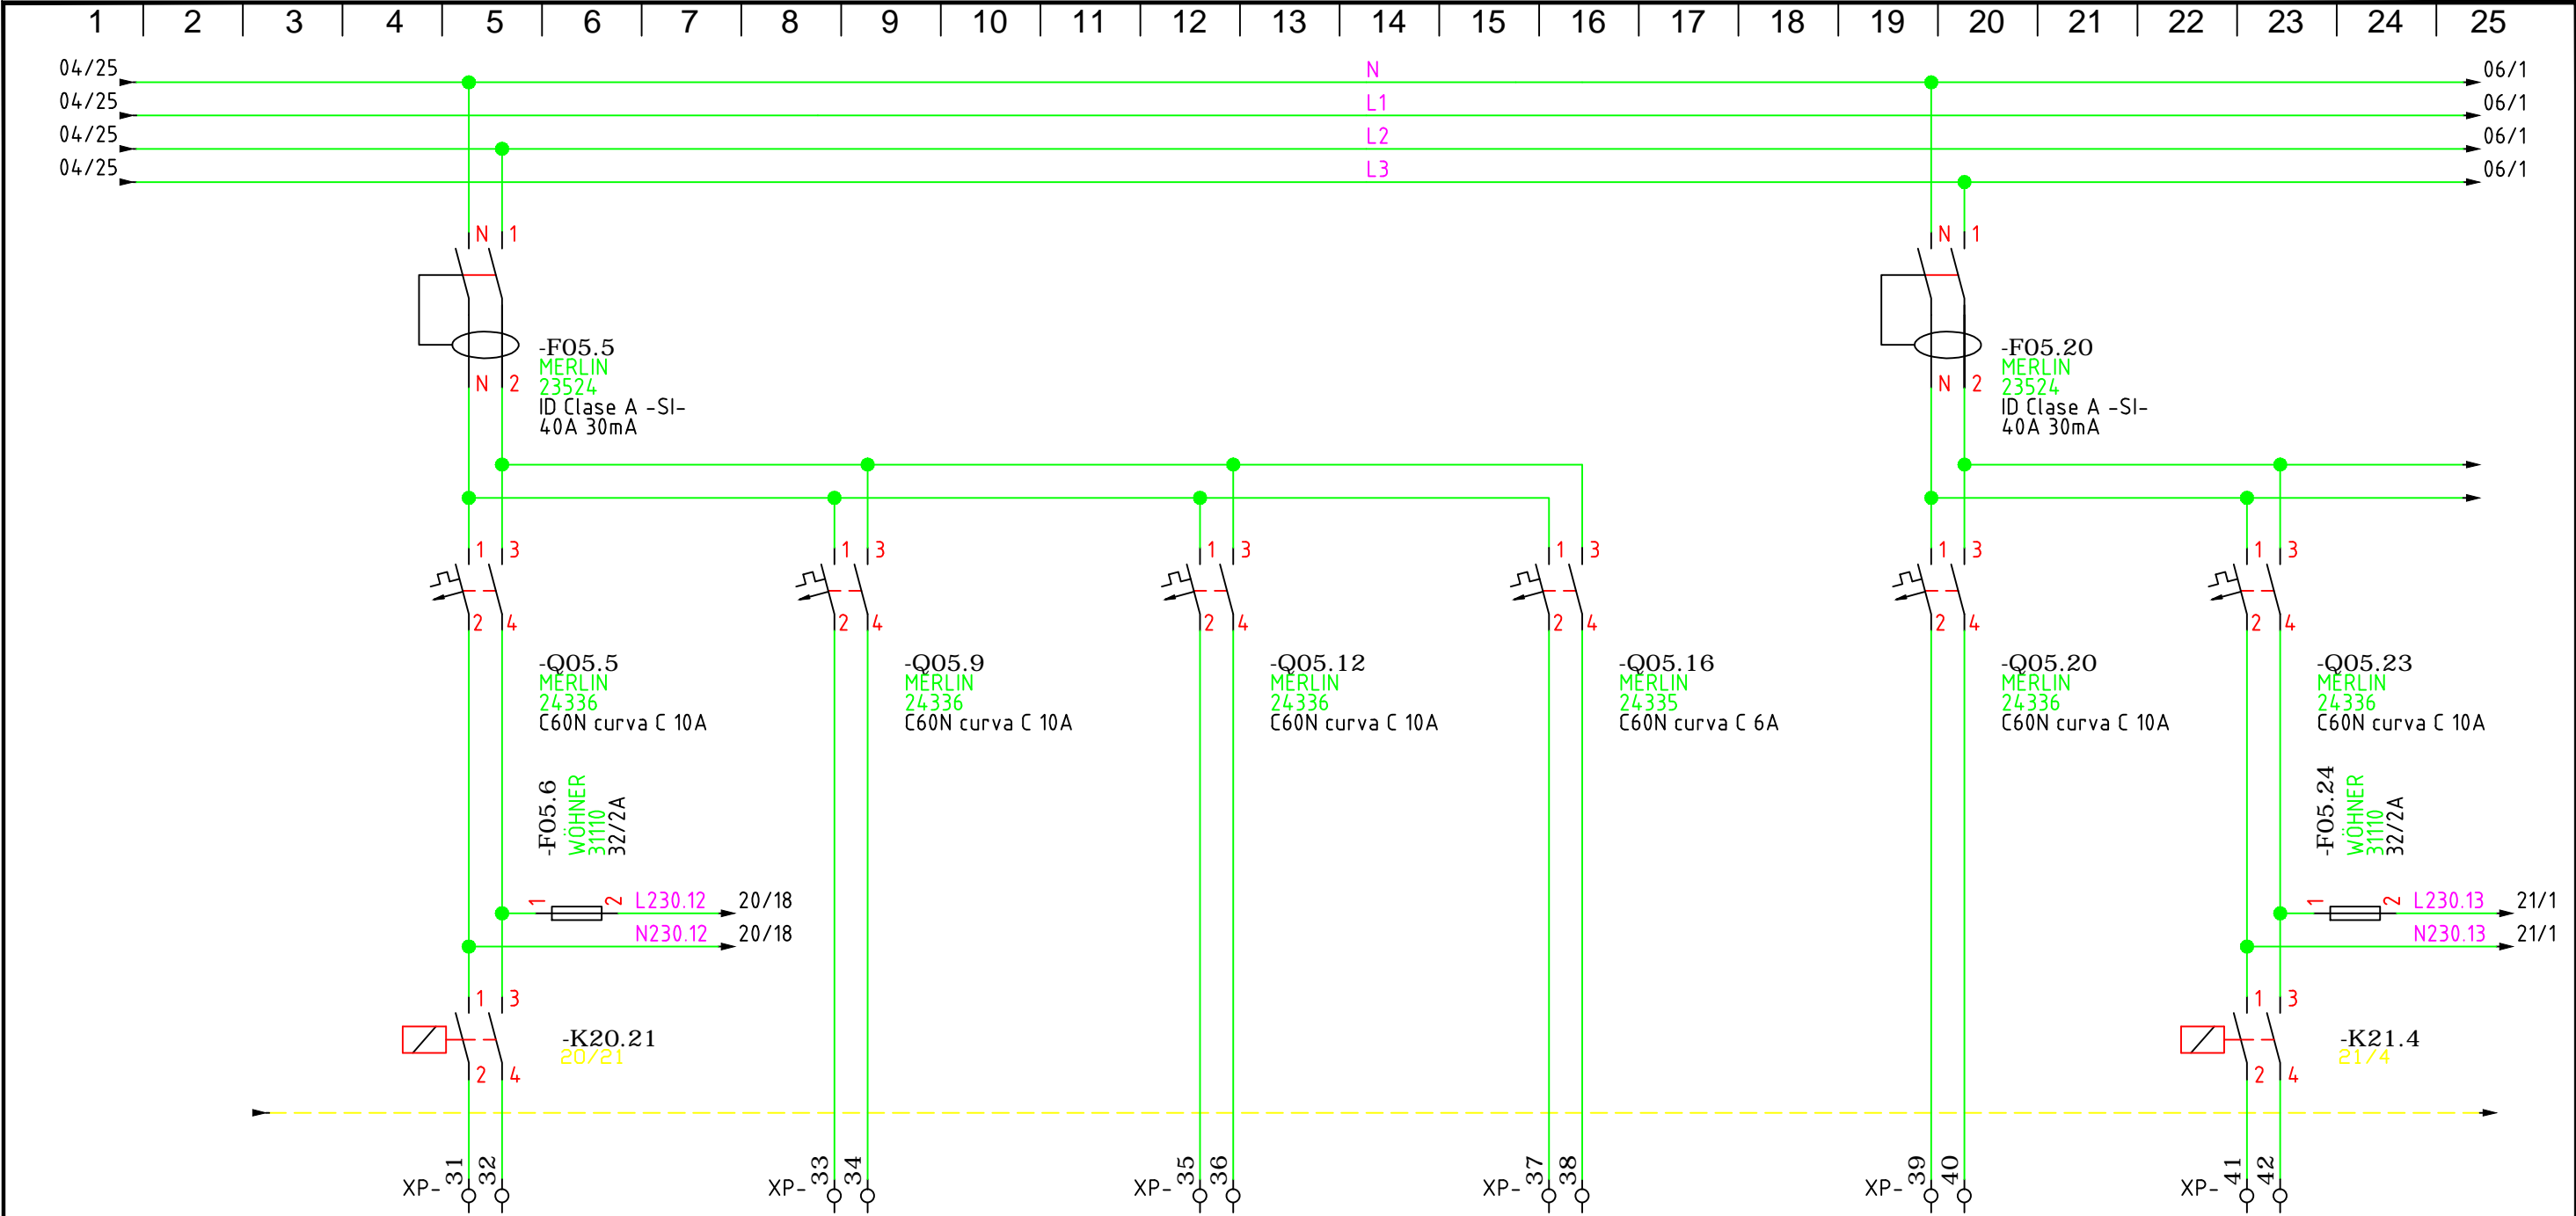 1 2 3 4 5 6 7 8 9 10 11 12 13 14 15 16 17 18 19 20 21 22 23 24 25
04/25 N 06/1
04/25 L1 06/1
04/25 L2 06/1
04/25 L3 06/1
N 1 N 1
-F05.5
MERLIN
23524
ID Clase A -SI-
40A 30mA
N 2
-F05.20
MERLIN
23524
ID Clase A -SI-
40A 30mA
N 2
1 3 1 3 1 3 1 3 1 3 1 3
2 4 2 4 2 4 2 4 2 4 2 4
-Q05.5
MERLIN
24336
C60N curva C 10A
-Q05.9
MERLIN
24336
C60N curva C 10A
-Q05.12
MERLIN
24336
C60N curva C 10A
-Q05.16
MERLIN
24335
C60N curva C 6A
-Q05.20
MERLIN
24336
C60N curva C 10A
-Q05.23
MERLIN
24336
C60N curva C 10A
-F05.6
WÖHNER
31110
32/2A
-F05.24
WÖHNER
31110
32/2A
1 2 L230.12 20/18
N230.12 20/18
1 2 L230.13 21/1
N230.13 21/1
1 3
-K20.21
20/21
2 4
1 3
-K21.4
21/4
2 4
XP- 31 32
XP- 33 34
XP- 35 36
XP- 37 38
XP- 39 40
XP- 41 42